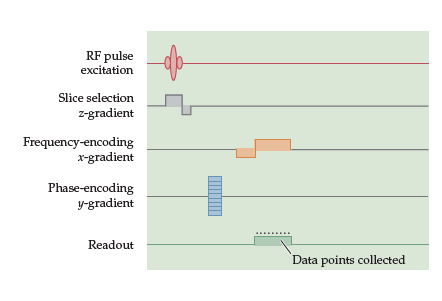 RF pulse
excitation
Slice selection
z-gradient
Frequency-encoding
x-gradient
Phase-encoding
y-gradient
Readout
Data points collected